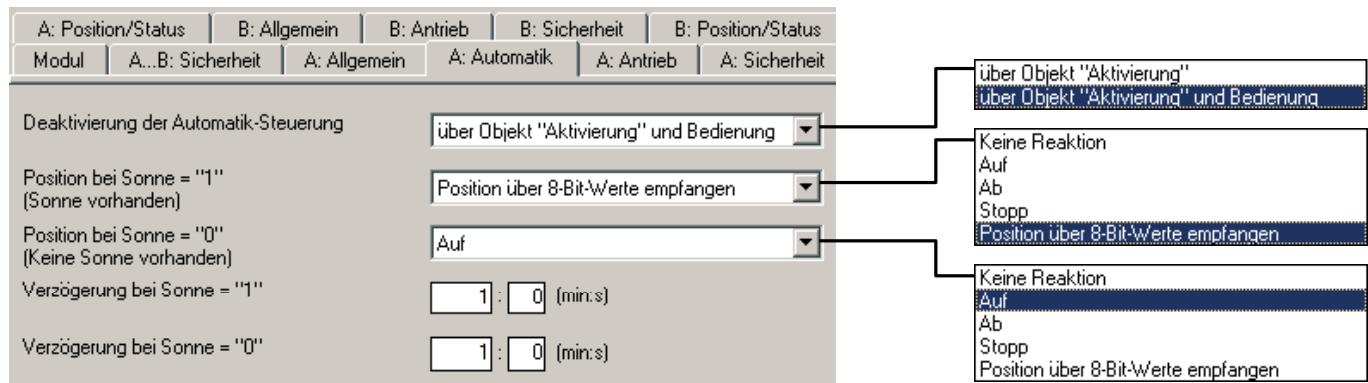 A: Position/Status B: Allgemein B: Antrieb B: Sicherheit B: Position/Status
Modul A...B: Sicherheit A: Allgemein A: Automatik A: Antrieb A: Sicherheit
Deaktivierung der Automatik-Steuerung
über Objekt "Aktivierung" und Bedienung
Position bei Sonne = "1"
(Sonne vorhanden)
Position über 8-Bit-Werte empfangen
Position bei Sonne = "0"
(Keine Sonne vorhanden)
Auf
Verzögerung bei Sonne = "1"
1 : 0 (min:s)
Verzögerung bei Sonne = "0"
1 : 0 (min:s)
über Objekt "Aktivierung"
über Objekt "Aktivierung" und Bedienung
Keine Reaktion
Auf
Ab
Stopp
Position über 8-Bit-Werte empfangen
Keine Reaktion
Auf
Ab
Stopp
Position über 8-Bit-Werte empfangen